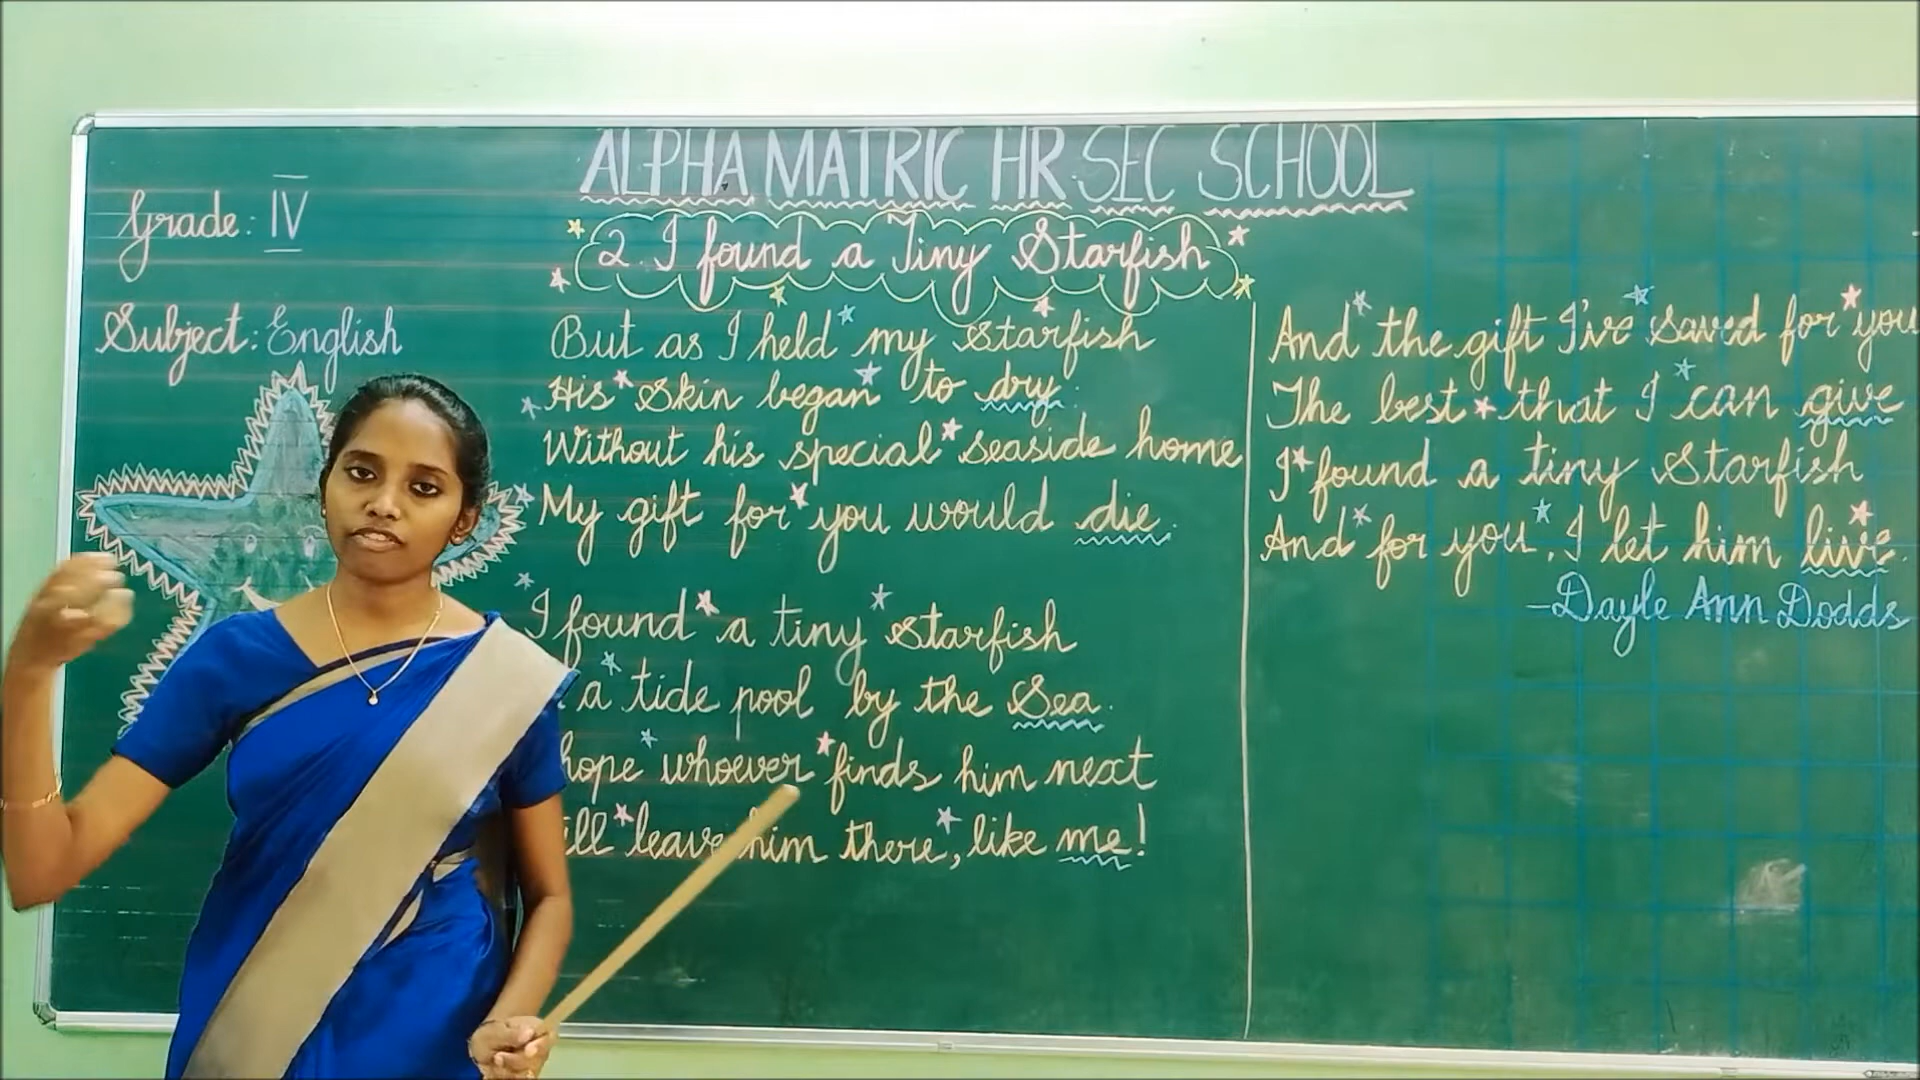 ALPHA MATRIC HR SEC SCHOOL
Grade: IV
Subject: English
2. I found a Tiny Starfish
But as I held my starfish
His skin began to dry.
Without his special seaside home
My gift for you would die.
I found a tiny starfish
a tide pool by the Sea.
hope whoever finds him next
ill leave him there, like me!
And the gift I've saved for you
The best that I can give
I found a tiny starfish
And for you, I let him live.
-Dayle Ann Dodds